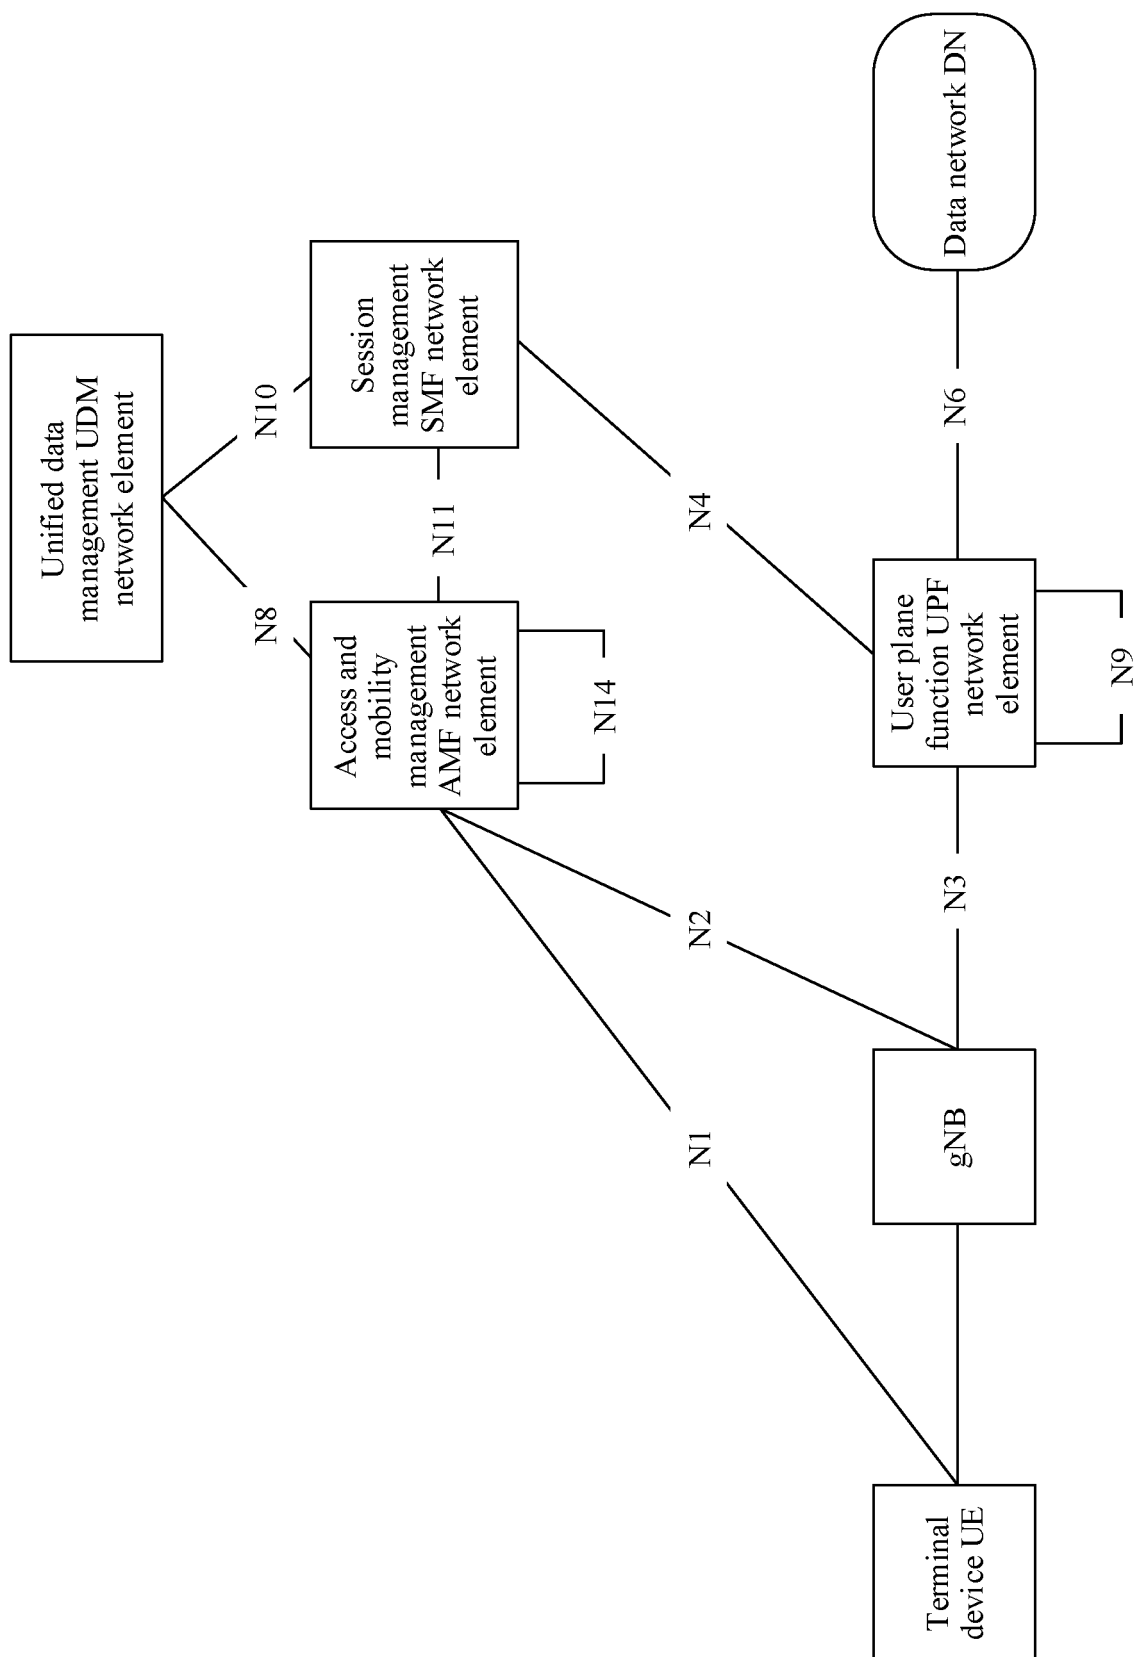 Unified data
management UDM
network element
N8
N10
Access and
mobility
management
AMF network
element
N11
Session
management
SMF network
element
N14
N1
N2
N4
Terminal
device UE
gNB
N3
User plane
function UPF
network
element
N6
Data network DN
N9